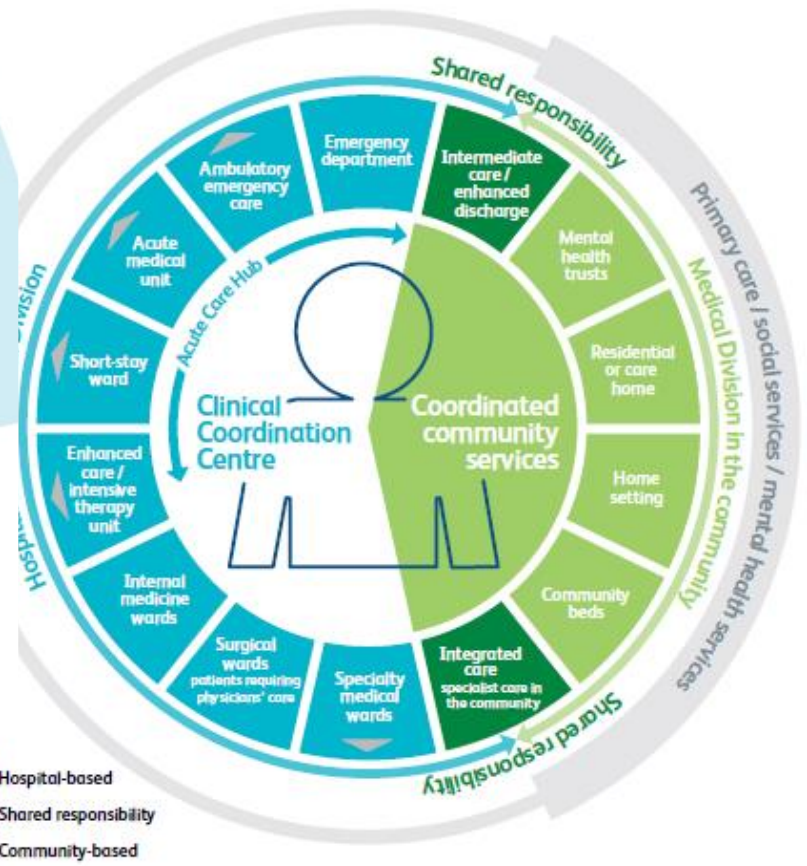 Shared responsibility
Emergency
department
Intermediate
care /
enhanced
discharge
Ambulatory
emergency
care
Mental
health
trusts
Acute
medical
unit
Acute Care Hub
Residential
or care
home
Short-stay
ward
Clinical
Coordination
Centre
Coordinated
community
services
Home
setting
Enhanced
care /
intensive
therapy
unit
Community
beds
Internal
medicine
wards
Integrated
care
specialist care in
the community
Surgical
wards
patients requiring
physicians' care
Specialty
medical
wards
Shared responsibility
Medical Division in the community
Primary care / social services / mental health services
Hospital-based
Shared responsibility
Community-based